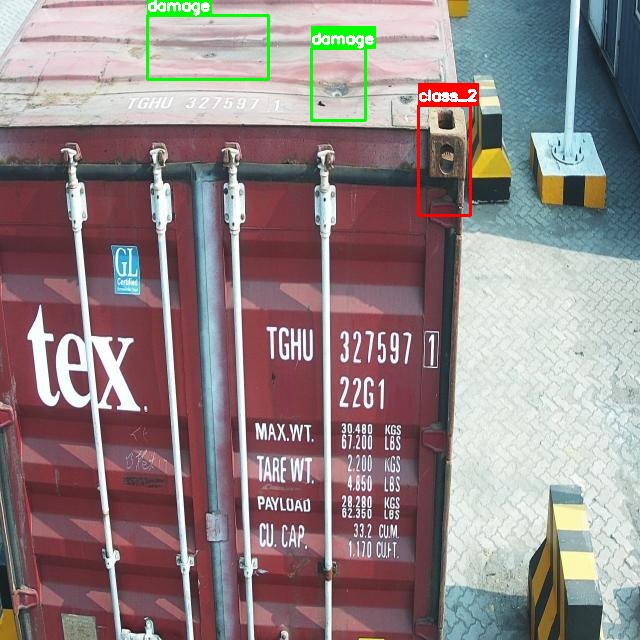 damage
damage
class_2
TGHU 327597 1
GL
Certified
tex.
TGHU 327597 1
22G1
MAX.WT. 30.480 KGS
67.200 LBS
TARE WT. 2.200 KGS
4.850 LBS
PAYLOAD 28.280 KGS
62.350 LBS
CU. CAP. 33.2 CU.M.
1.170 CU.FT.